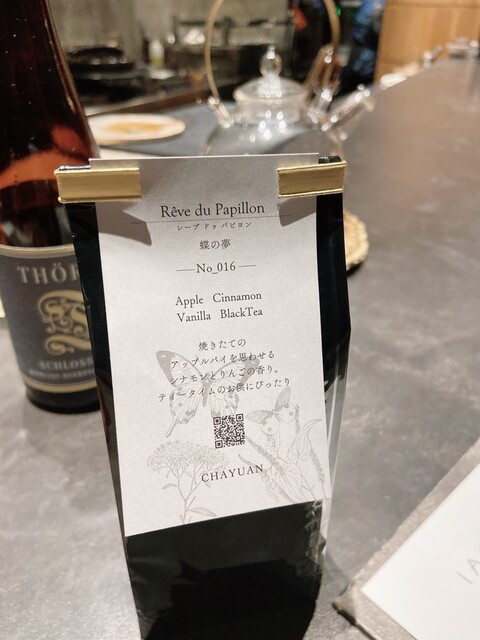 Rêve du Papillon
レーブ ドゥ パピヨン
蝶の夢
No_016
Apple Cinnamon
Vanilla BlackTea
焼きたての
アップルパイを思わせる
シナモンとりんごの香り。
ティータイムのお供にぴったり
CHAYUAN
THÖR
SCHLOSS